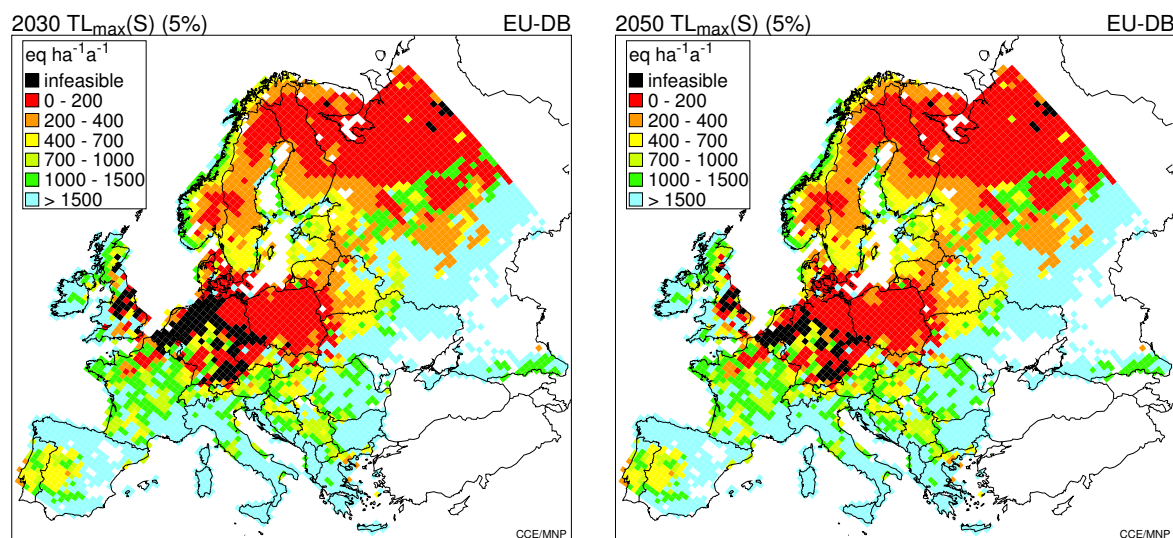 2030 TLmax(S) (5%) EU-DB
eq ha⁻¹a⁻¹
infeasible
0 - 200
200 - 400
400 - 700
700 - 1000
1000 - 1500
> 1500
CCE/MNP
2050 TLmax(S) (5%) EU-DB
eq ha⁻¹a⁻¹
infeasible
0 - 200
200 - 400
400 - 700
700 - 1000
1000 - 1500
> 1500
CCE/MNP